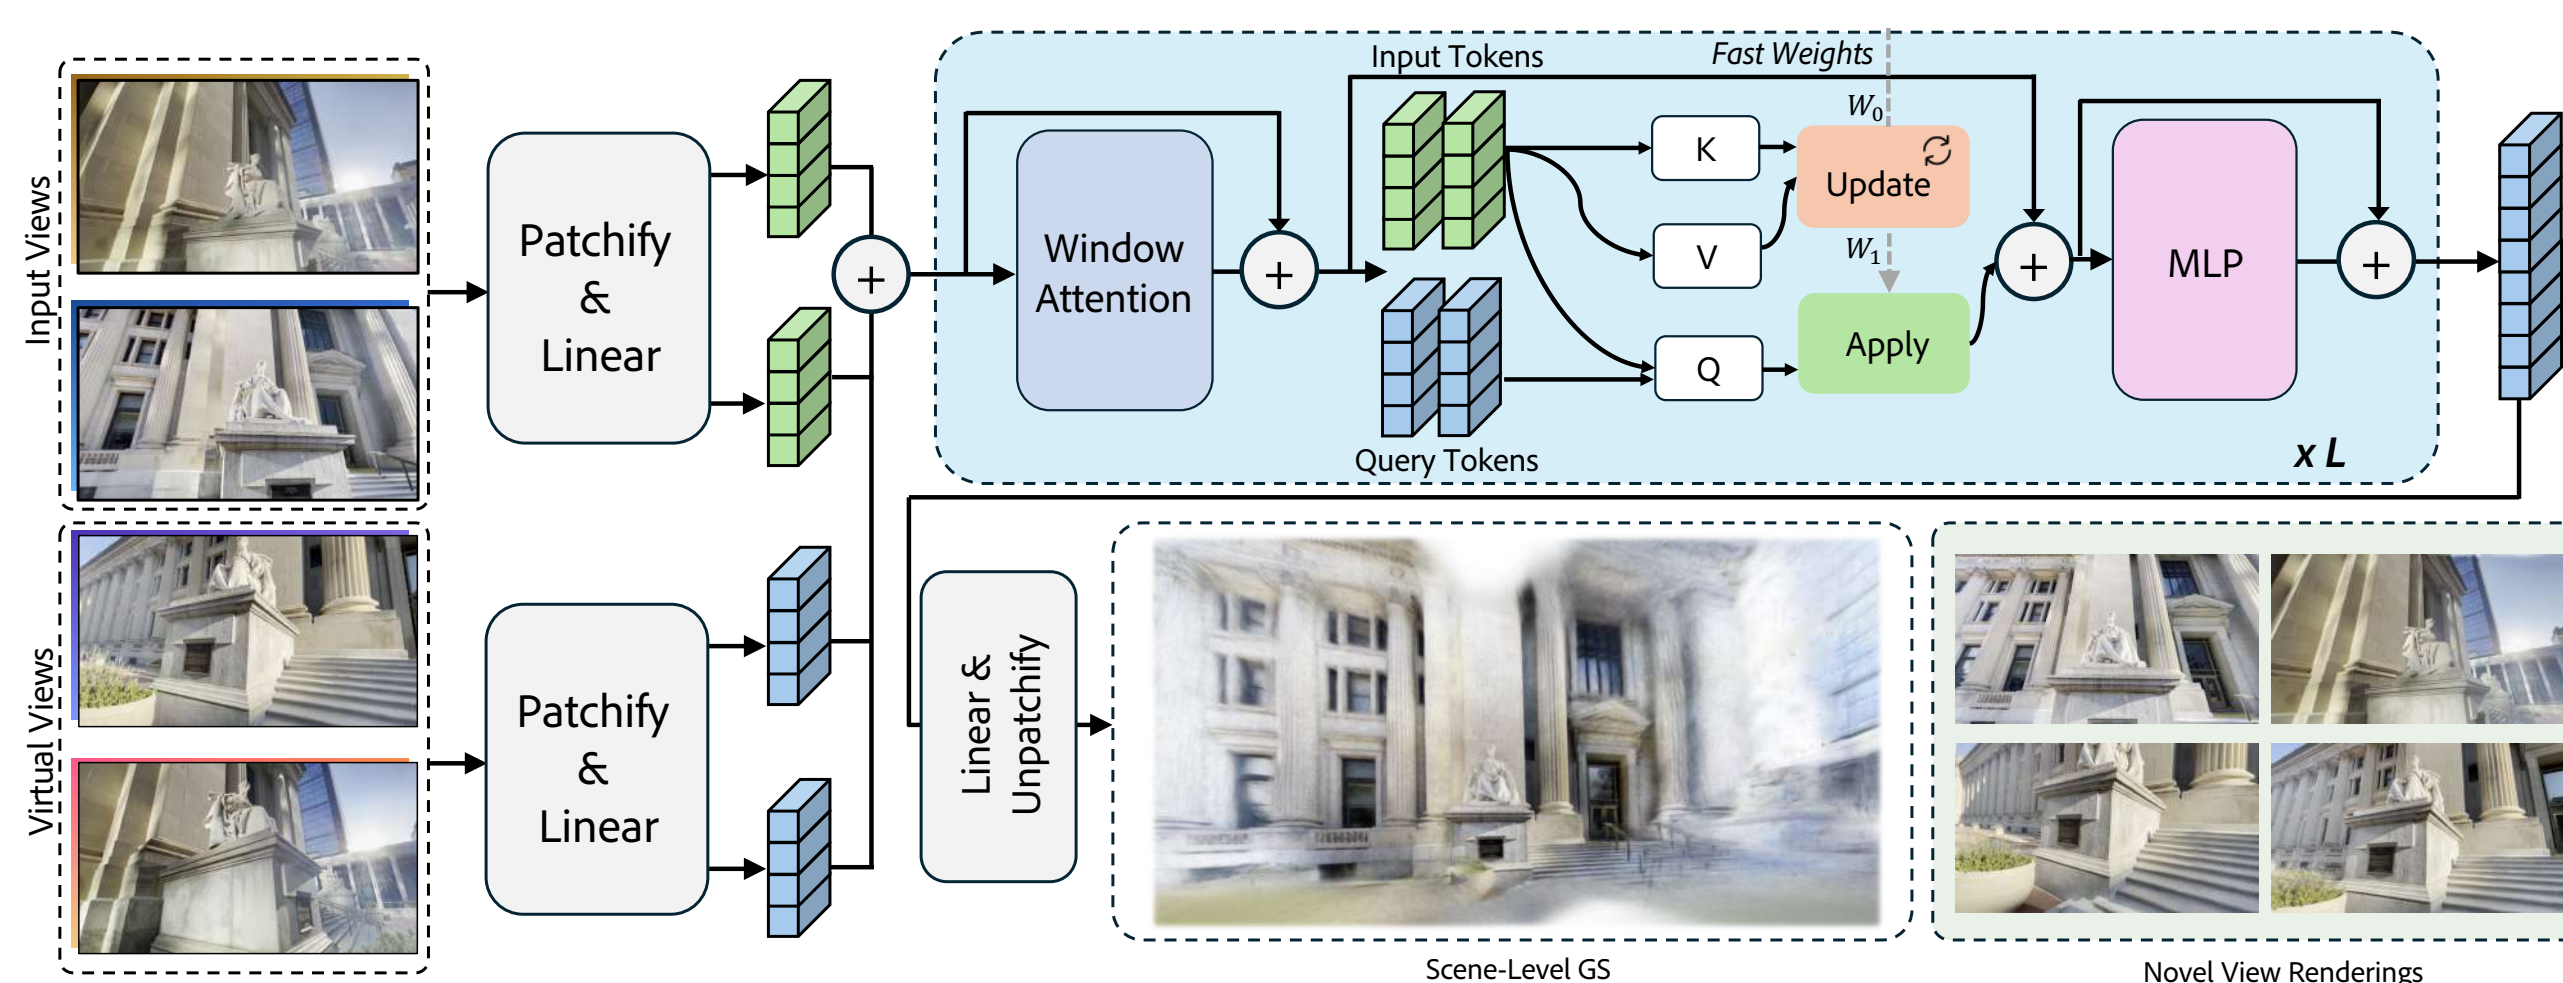 Input Views
Virtual Views
Patchify
&
Linear
Patchify
&
Linear
+
Window
Attention
+
Input Tokens
Query Tokens
Fast Weights
W₀
K
V
Q
Update
W₁
Apply
+
MLP
+
x L
Linear &
Unpatchify
Scene-Level GS
Novel View Renderings